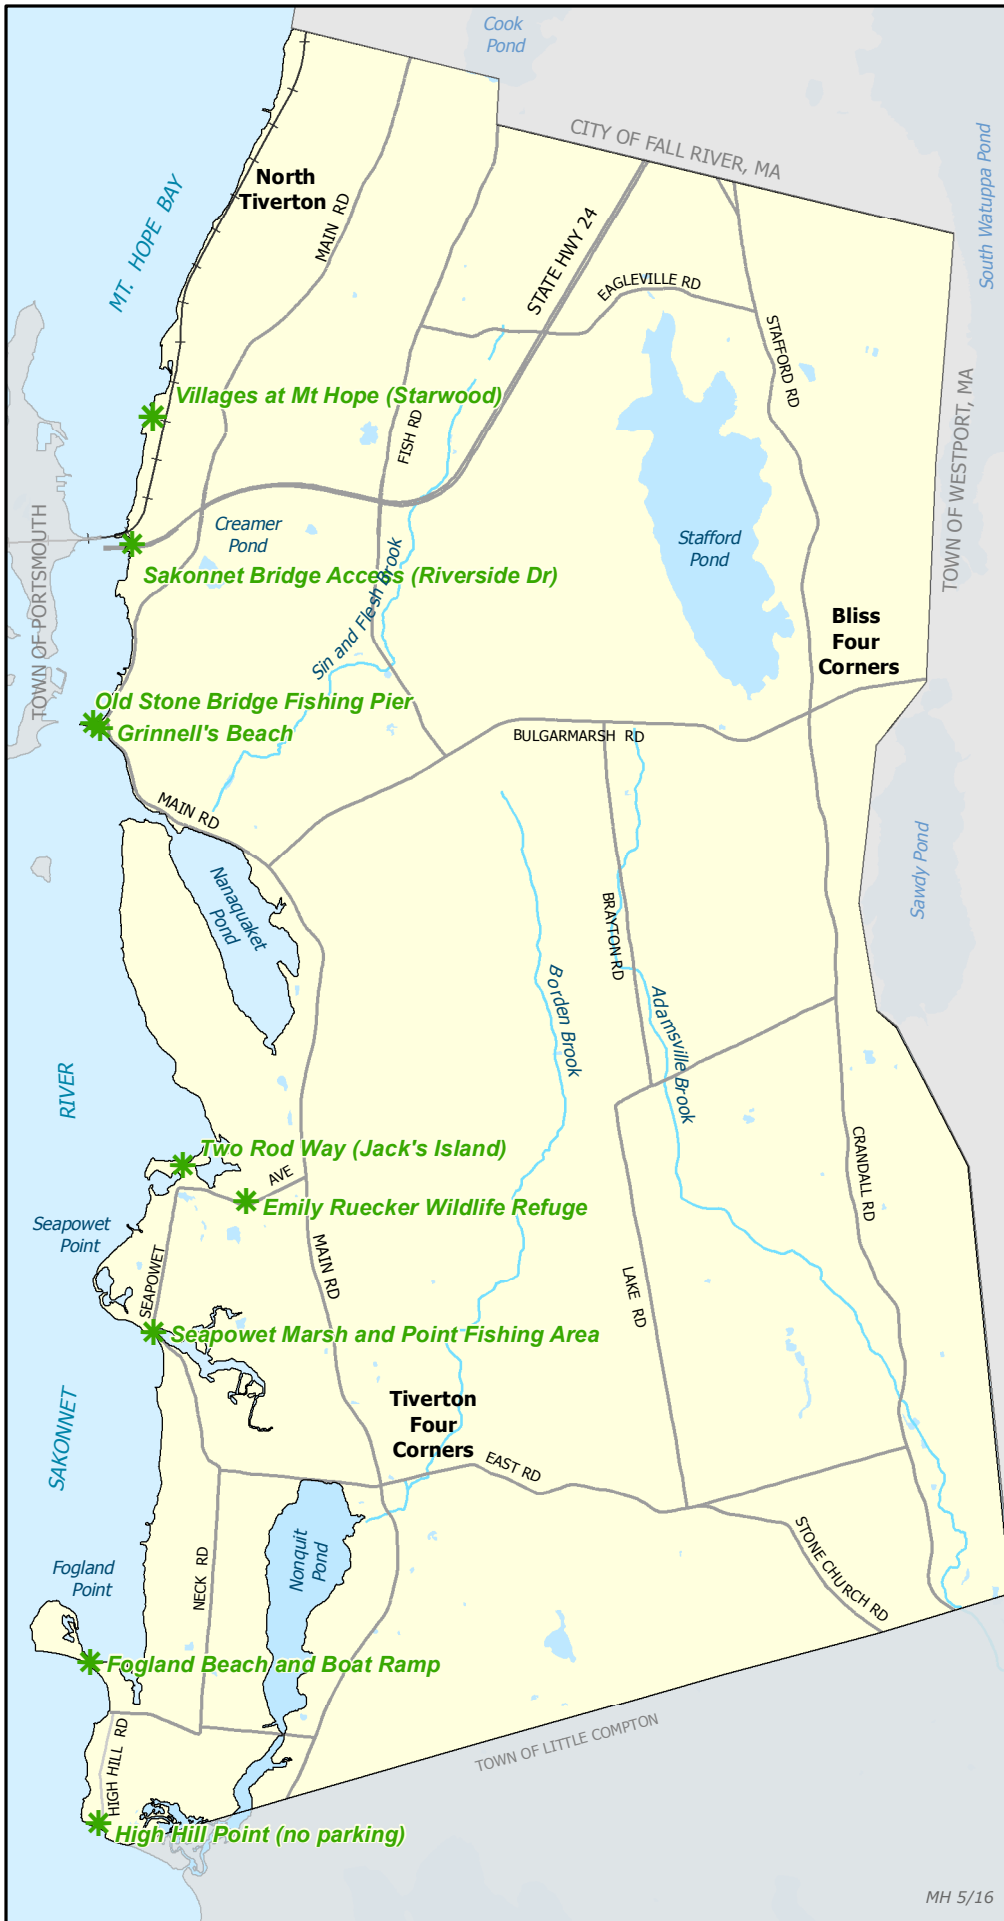 Cook
Pond
CITY OF FALL RIVER, MA
South Watuppa Pond
North
Tiverton
MAIN RD
MT. HOPE BAY
STATE HWY 24
EAGLEVILLE RD
STAFFORD RD
Villages at Mt Hope (Starwood)
FISH RD
TOWN OF WESTPORT, MA
Creamer
Pond
Stafford
Pond
TOWN OF PORTSMOUTH
Sakonnet Bridge Access (Riverside Dr)
Sin and Flesh Brook
Bliss
Four
Corners
Old Stone Bridge Fishing Pier
Grinnell's Beach
BULGARMARSH RD
MAIN RD
Nanaquaket
Pond
Sawdy Pond
BRAYTON RD
Borden Brook
Adamsville Brook
RIVER
Two Rod Way (Jack's Island)
AVE
Emily Ruecker Wildlife Refuge
CRANDALL RD
Seapowet
Point
SEAPOWET
MAIN RD
LAKE RD
Seapowet Marsh and Point Fishing Area
SAKONNET
Tiverton
Four
Corners
EAST RD
Nonquit
Pond
Fogland
Point
NECK RD
STONE CHURCH RD
Fogland Beach and Boat Ramp
HIGH HILL RD
TOWN OF LITTLE COMPTON
High Hill Point (no parking)
MH 5/16